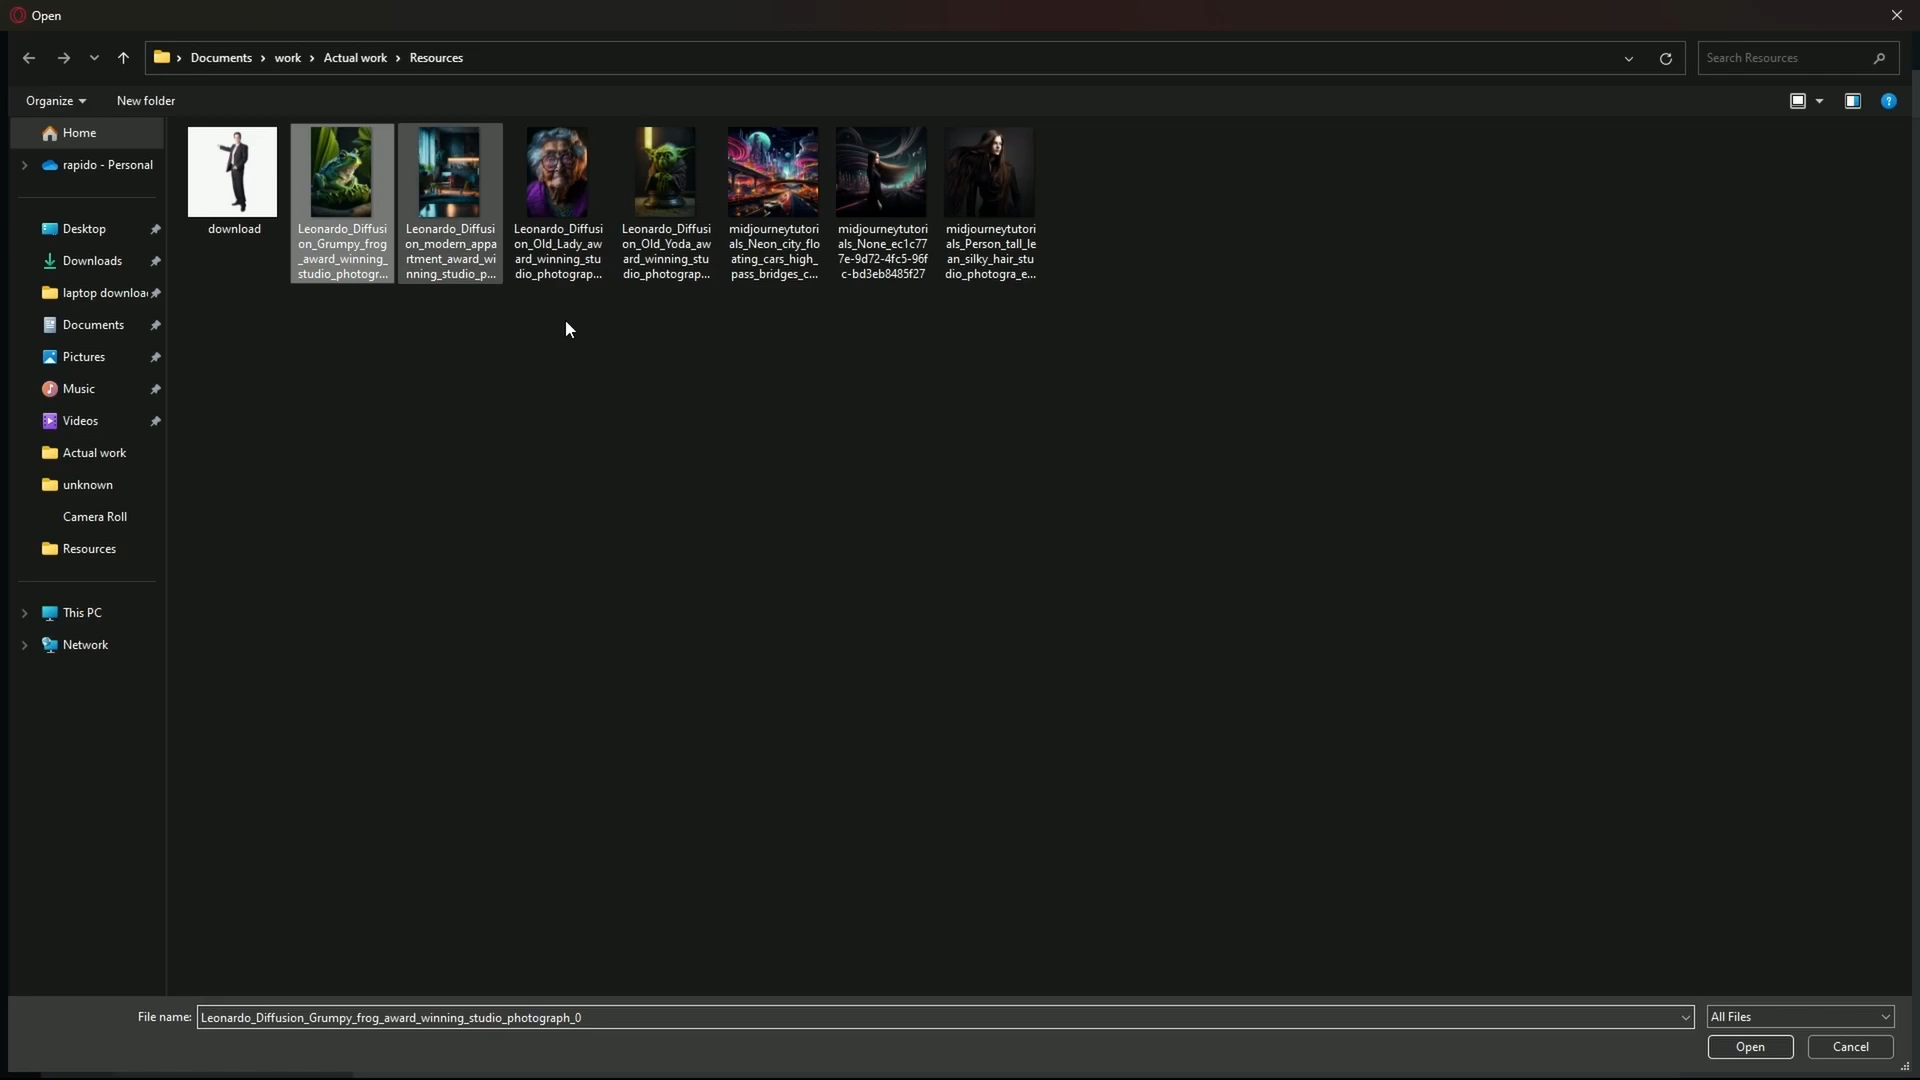 Open
Documents > work > Actual work > Resources
Search Resources
Organize
New folder
Home
rapido - Personal
Desktop
Downloads
laptop downloa
Documents
Pictures
Music
Videos
Actual work
unknown
Camera Roll
Resources
This PC
Network
download
Leonardo_Diffusi
on_Grumpy_frog
_award_winning_
studio_photogr...
Leonardo_Diffusi
on_modern_appa
rtment_award_wi
nning_studio_p...
Leonardo_Diffusi
on_Old_Lady_aw
ard_winning_stu
dio_photograp...
Leonardo_Diffusi
on_Old_Yoda_aw
ard_winning_stu
dio_photograp...
midjourneytutori
als_Neon_city_flo
ating_cars_high_
pass_bridges_c...
midjourneytutori
als_None_ec1c77
7e-9d72-4fc5-96f
c-bd3eb8485f27
midjourneytutori
als_Person_tall_le
an_silky_hair_stu
dio_photogra_e...
File name: Leonardo_Diffusion_Grumpy_frog_award_winning_studio_photograph_0
All Files
Open
Cancel